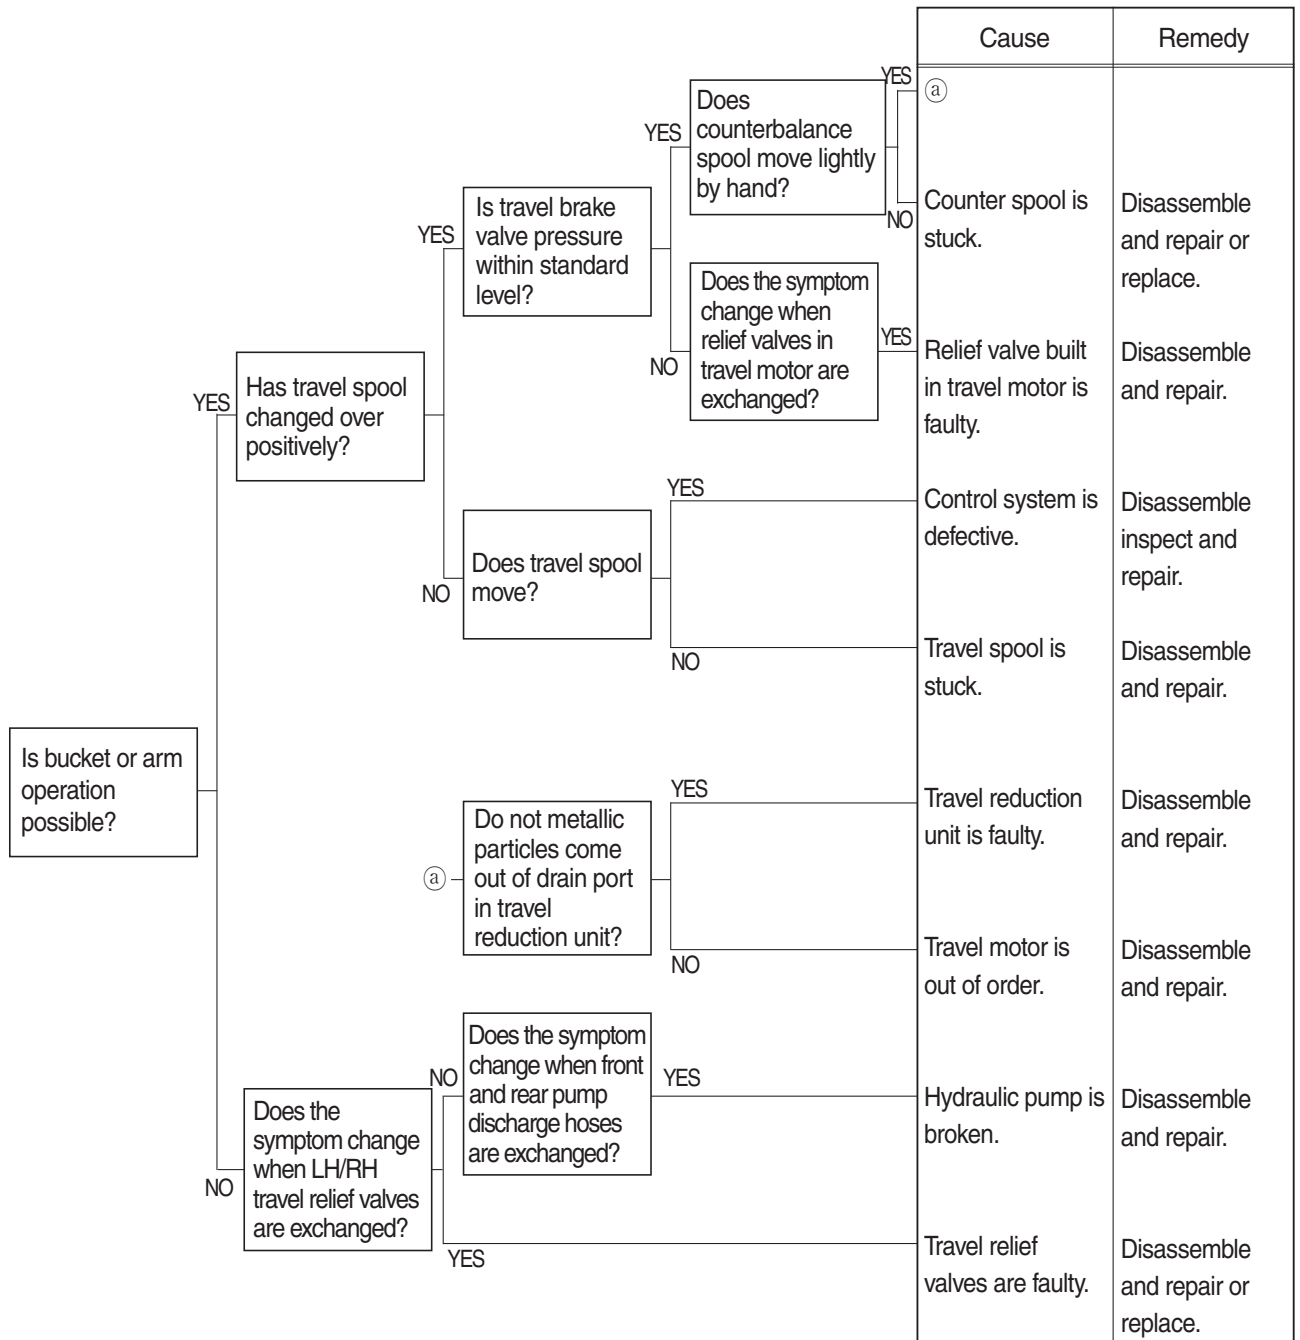 Cause
Remedy
YES
ⓐ
Does
counterbalance
spool move lightly
by hand?
YES
NO
Counter spool is
stuck.
Disassemble
and repair or
replace.
Is travel brake
valve pressure
within standard
level?
YES
Does the symptom
change when
relief valves in
travel motor are
exchanged?
YES
NO
Relief valve built
in travel motor is
faulty.
Disassemble
and repair.
Has travel spool
changed over
positively?
YES
YES
Control system is
defective.
Disassemble
inspect and
repair.
Does travel spool
move?
NO
NO
Travel spool is
stuck.
Disassemble
and repair.
Is bucket or arm
operation
possible?
YES
Travel reduction
unit is faulty.
Disassemble
and repair.
ⓐ
Do not metallic
particles come
out of drain port
in travel
reduction unit?
NO
Travel motor is
out of order.
Disassemble
and repair.
Does the symptom
change when front
and rear pump
discharge hoses
are exchanged?
NO
YES
Hydraulic pump is
broken.
Disassemble
and repair.
Does the
symptom change
when LH/RH
travel relief valves
are exchanged?
NO
YES
Travel relief
valves are faulty.
Disassemble
and repair or
replace.